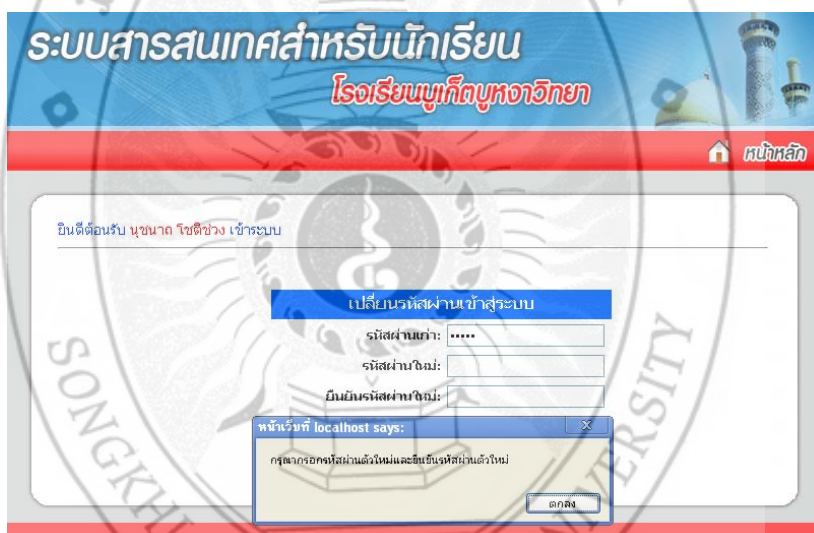 ระบบสารสนเทศสำหรับนักเรียน
โรงเรียนบูเก็ตบูหงาวิทยา
หน้าหลัก
ยินดีต้อนรับ นุชนาถ โชติช่วง เข้าระบบ
เปลี่ยนรหัสผ่านเข้าสู่ระบบ
รหัสผ่านเก่า: •••••
รหัสผ่านใหม่:
ยืนยันรหัสผ่านใหม่:
หน้าเว็บที่ localhost says:
X
กรุณากรอกรหัสผ่านตัวใหม่และยืนยันรหัสผ่านตัวใหม่
ตกลง
SONGKHL
UNIVERSITY